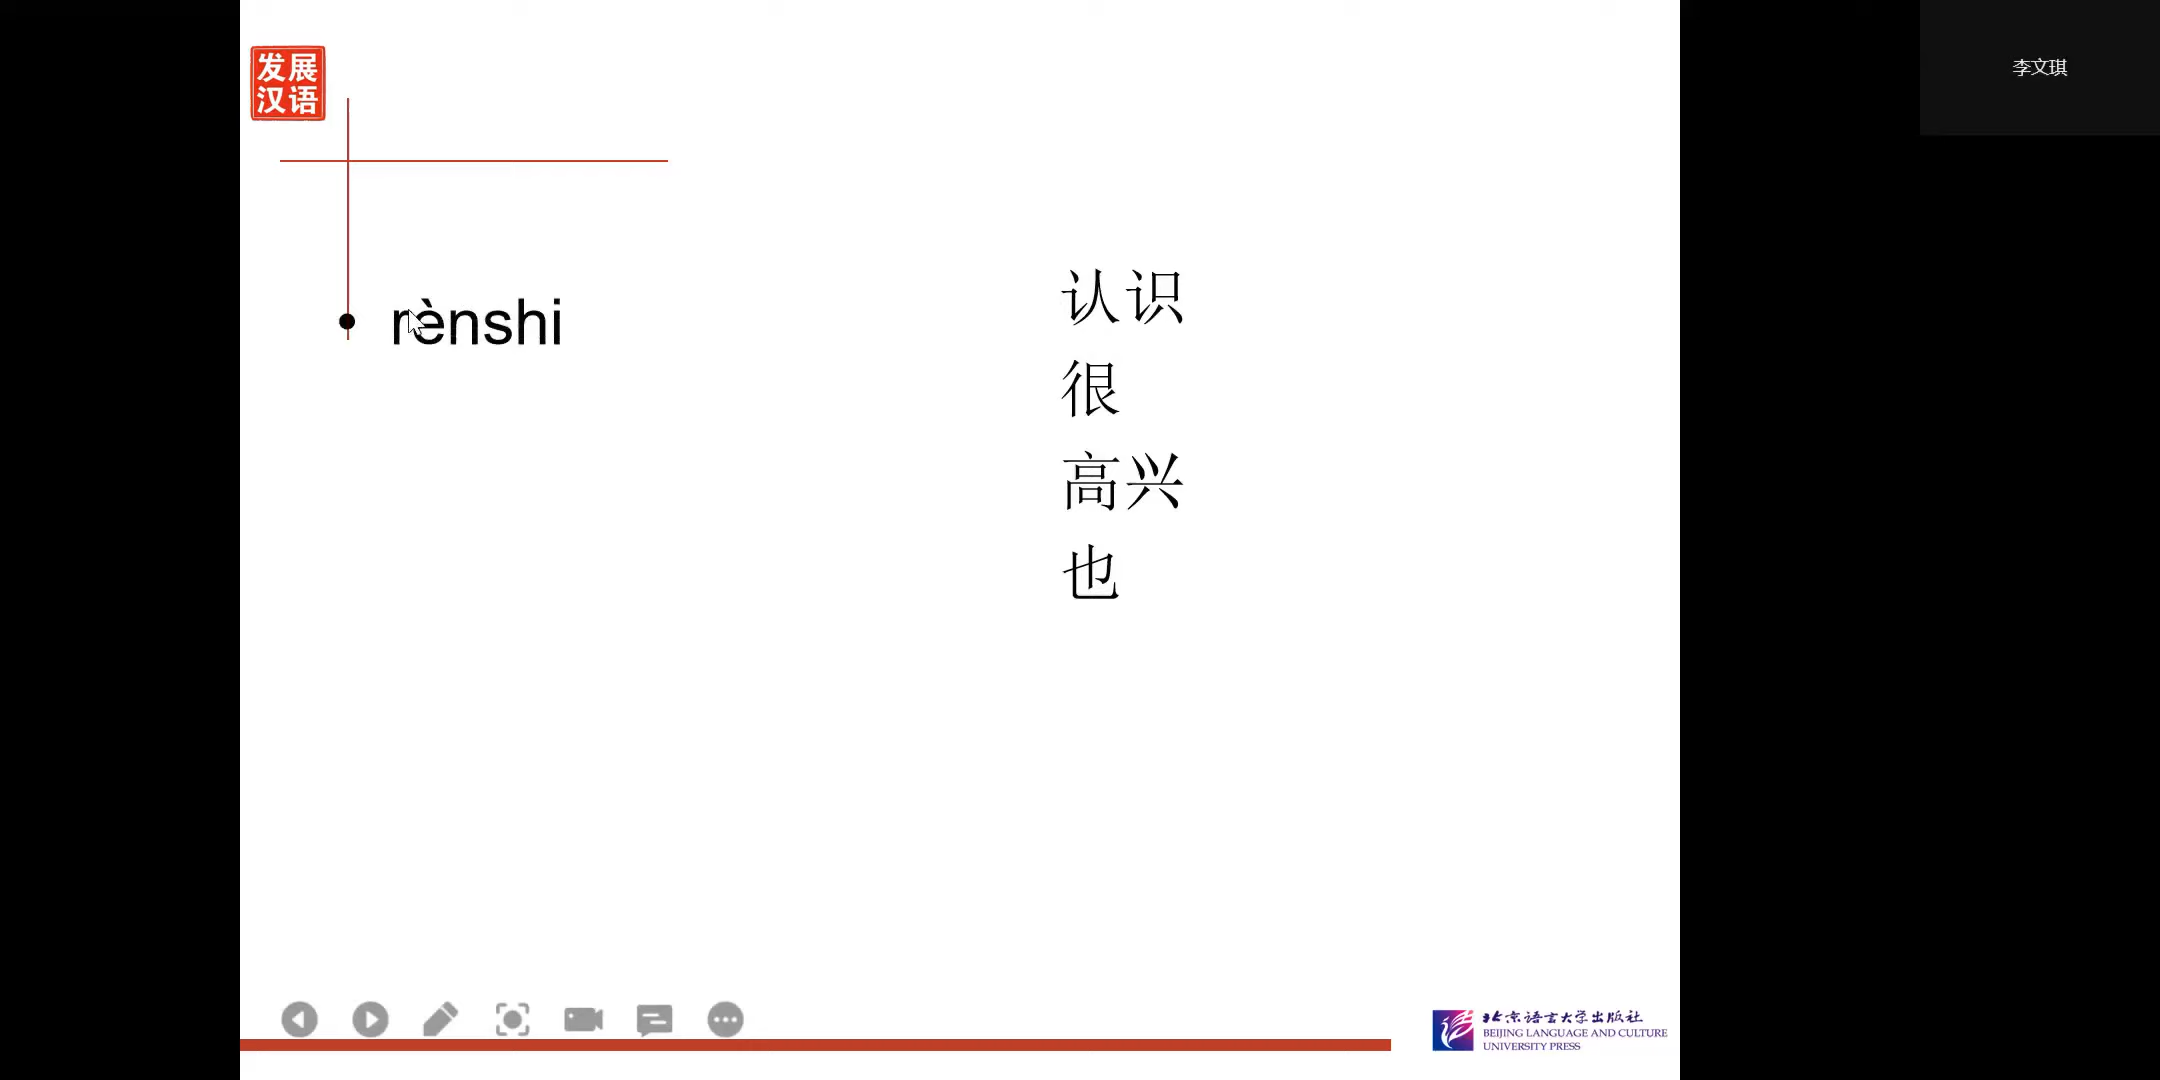 发展
汉语
李文琪
rènshi
认识
很
高兴
也
北京语言大学出版社
BEIJING LANGUAGE AND CULTURE
UNIVERSITY PRESS